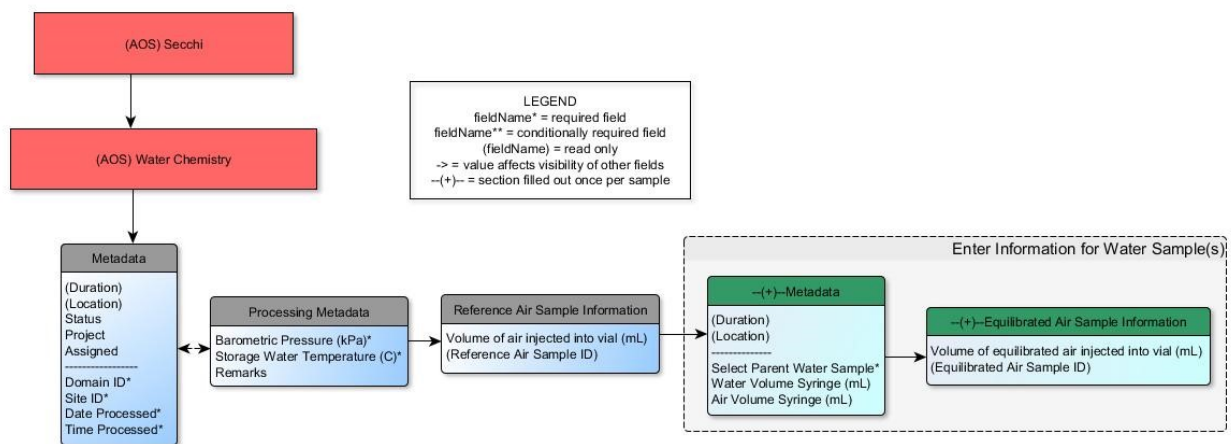 (AOS) Secchi
(AOS) Water Chemistry
LEGEND
fieldName* = required field
fieldName** = conditionally required field
(fieldName) = read only
-> = value affects visibility of other fields
--(+)-- = section filled out once per sample
Metadata
(Duration)
(Location)
Status
Project
Assigned
-----------------
Domain ID*
Site ID*
Date Processed*
Time Processed*
Processing Metadata
Barometric Pressure (kPa)*
Storage Water Temperature (C)*
Remarks
Reference Air Sample Information
Volume of air injected into vial (mL)
(Reference Air Sample ID)
Enter Information for Water Sample(s)
--(+)--Metadata
(Duration)
(Location)
--------------
Select Parent Water Sample*
Water Volume Syringe (mL)
Air Volume Syringe (mL)
--(+)--Equilibrated Air Sample Information
Volume of equilibrated air injected into vial (mL)
(Equilibrated Air Sample ID)